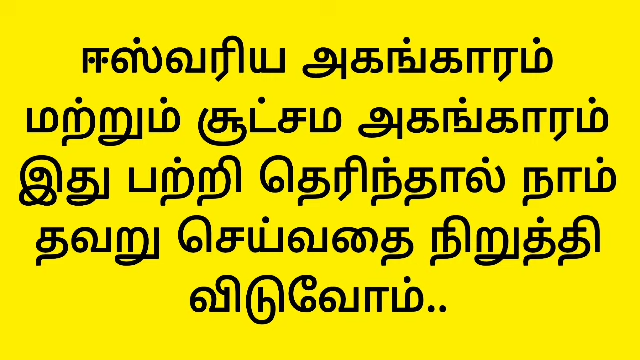 ஈஸ்வரிய அகங்காரம்
மற்றும் சூட்சம அகங்காரம்
இது பற்றி தெரிந்தால் நாம்
தவறு செய்வதை நிறுத்தி
விடுவோம்..